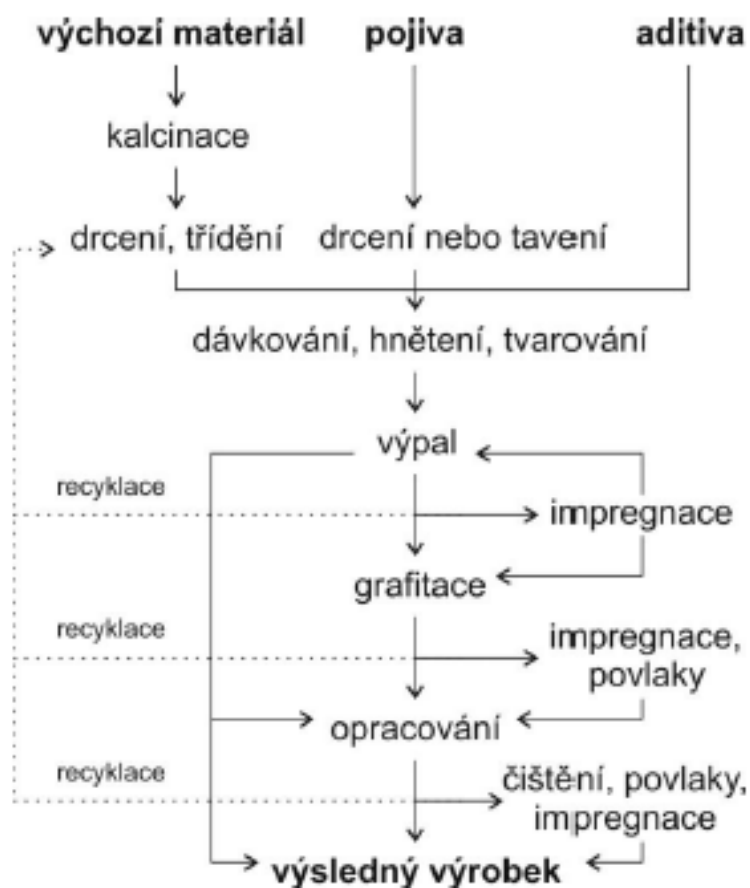 výchozí materiál pojiva aditiva
kalcinace
drcení, třídění drcení nebo tavení
dávkování, hnětení, tvarování
výpal
recyklace
impregnace
grafitace
recyklace
impregnace,
povlaky
opracování
recyklace
čištění, povlaky,
impregnace
výsledný výrobek